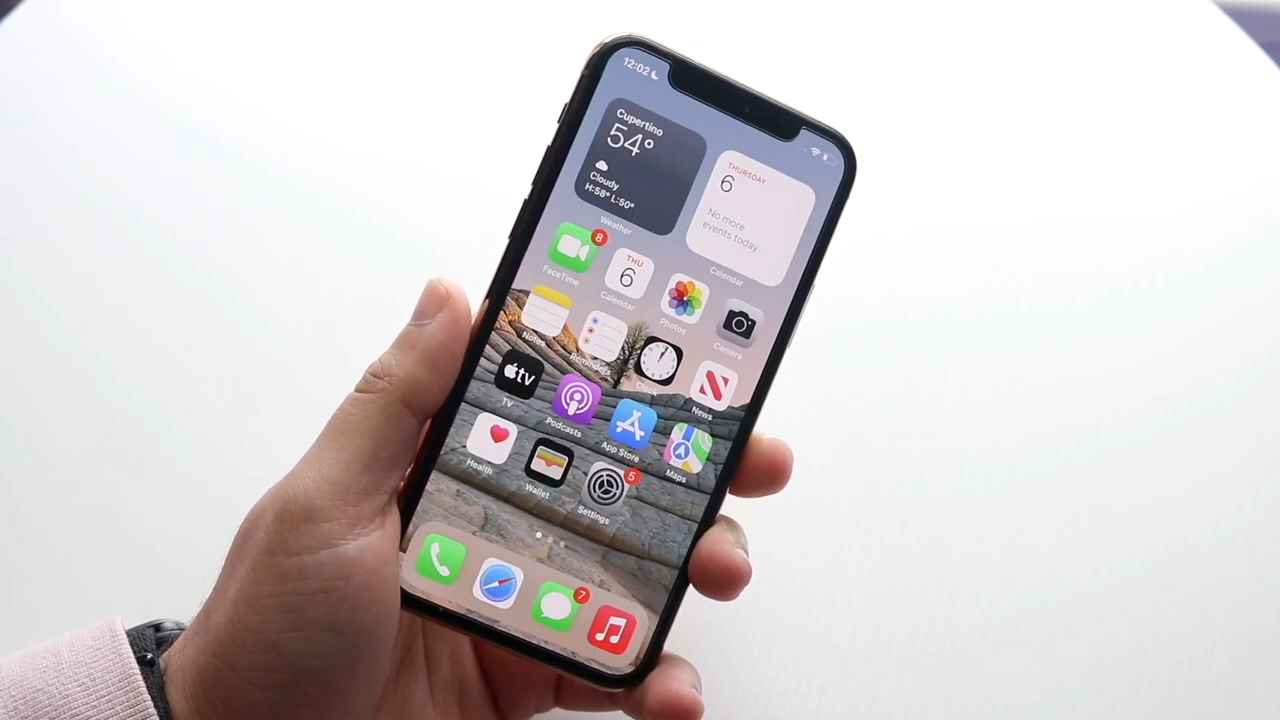 12:02
Cupertino
54°
Cloudy
H:58° L:50°
Weather
THURSDAY
6
No more
events today
Calendar
8
FaceTime
THU
6
Calendar
Photos
Camera
Notes
Reminders
Clock
News
tv
TV
Podcasts
App Store
Maps
Health
Wallet
5
Settings
7